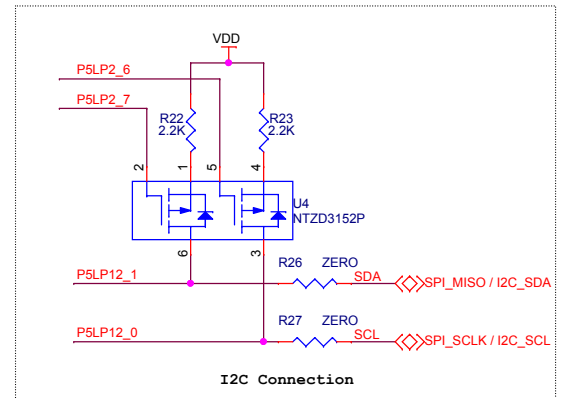 VDD
P5LP2_6
P5LP2_7
R22
2.2K
R23
2.2K
2
1
5
4
U4
NTZD3152P
6
3
R26
ZERO
P5LP12_1
SDA
SPI_MISO / I2C_SDA
R27
ZERO
P5LP12_0
SCL
SPI_SCLK / I2C_SCL
I2C Connection